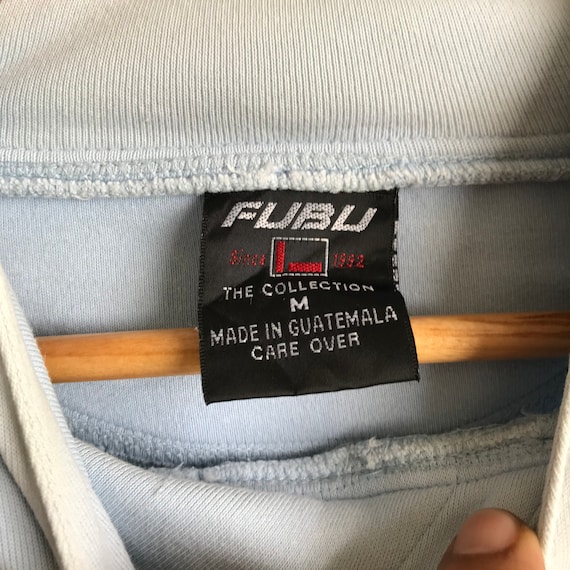 FUBU
Since 1992
THE COLLECTION
M
MADE IN GUATEMALA
CARE OVER